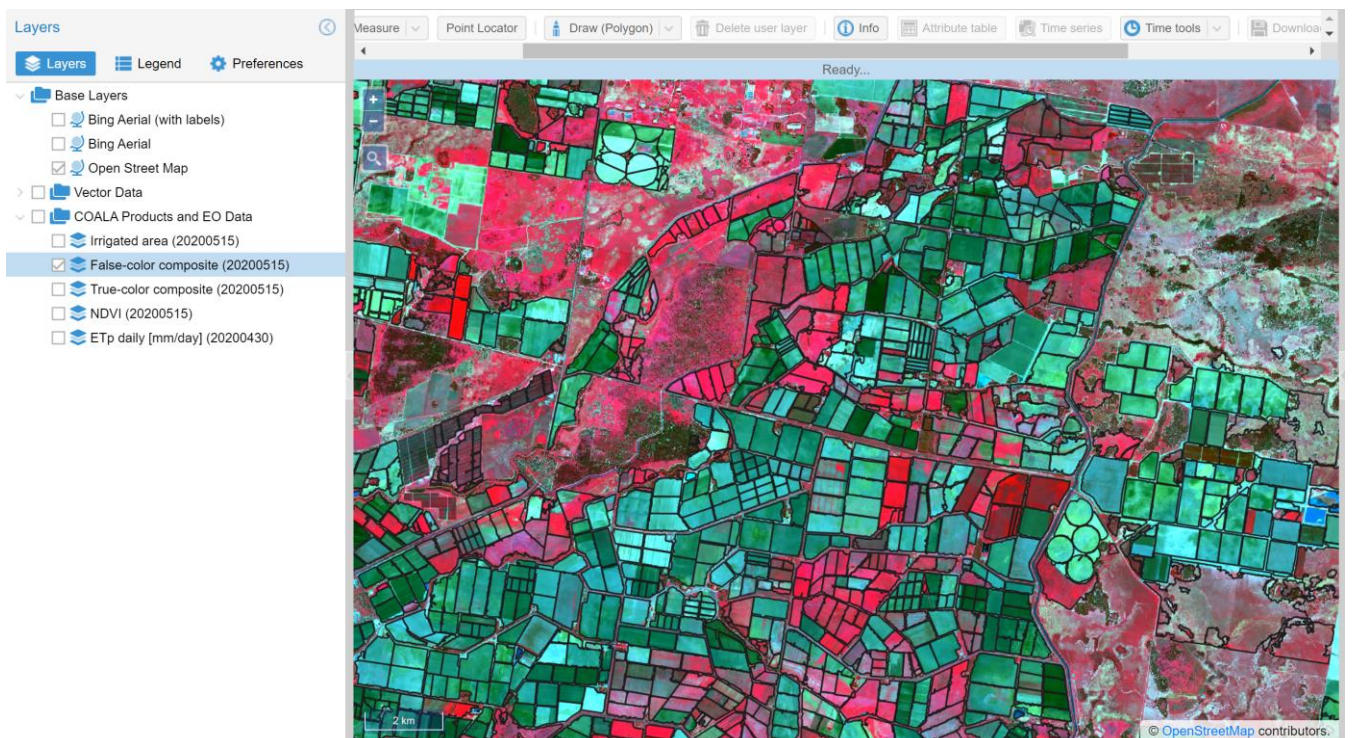 Layers
Measure
Point Locator
Draw (Polygon)
Delete user layer
Info
Attribute table
Time series
Time tools
Layers
Legend
Preferences
Ready...
Base Layers
Bing Aerial (with labels)
Bing Aerial
Open Street Map
Vector Data
COALA Products and EO Data
Irrigated area (20200515)
False-color composite (20200515)
True-color composite (20200515)
NDVI (20200515)
ETp daily [mm/day] (20200430)
2 km
© OpenStreetMap contributors.